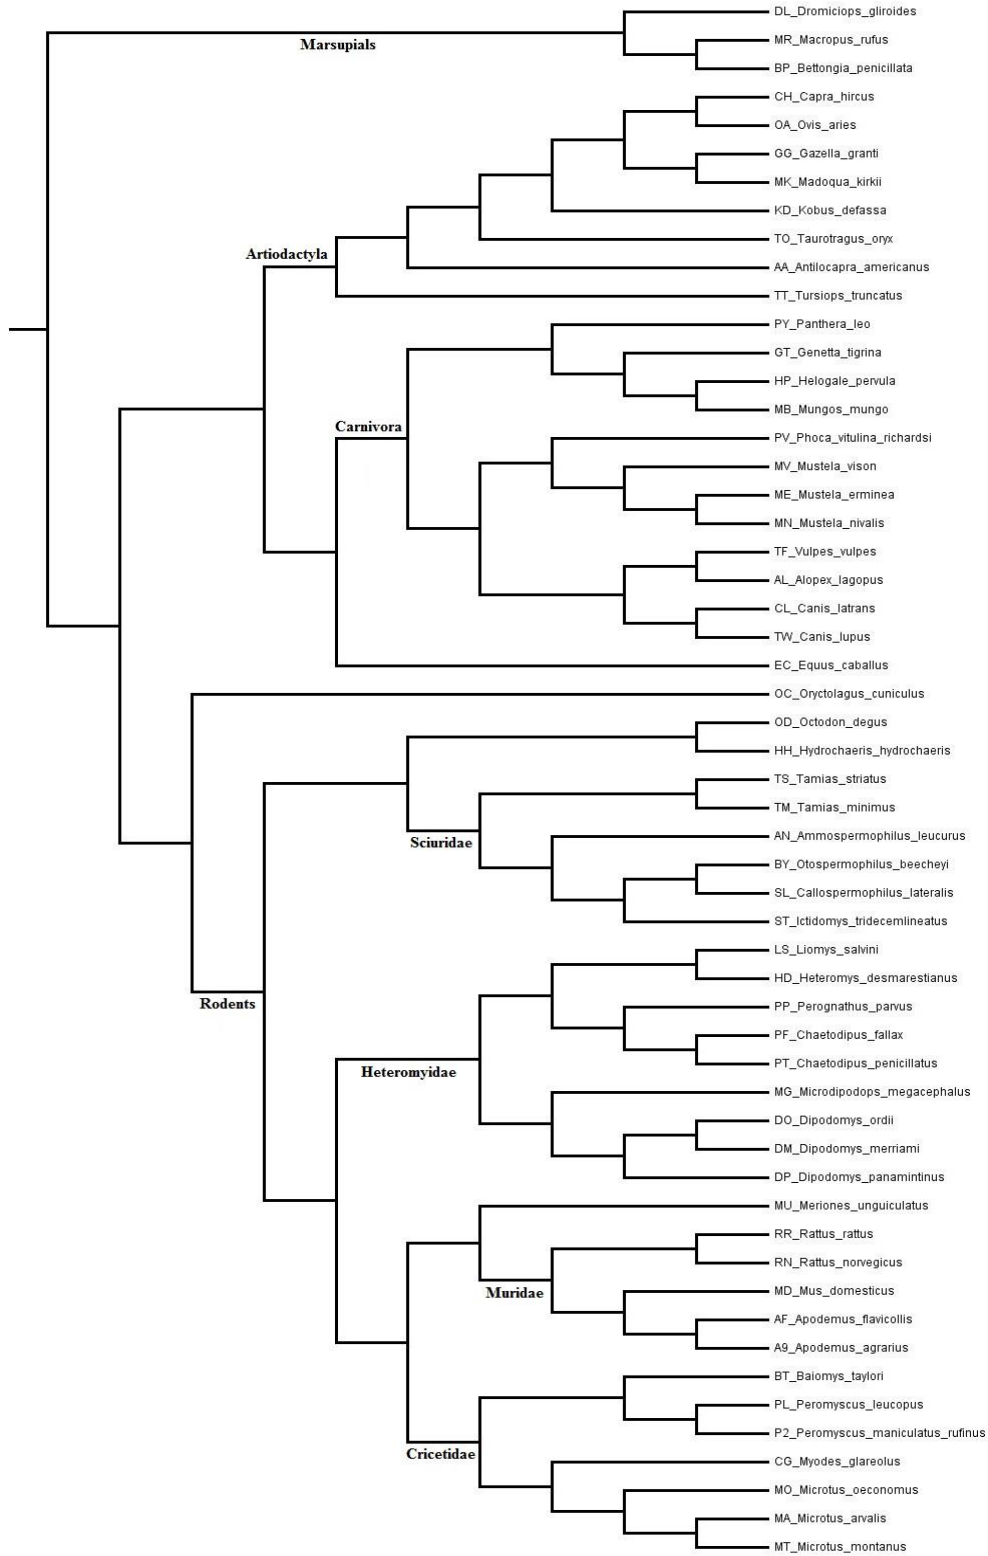 DL_Dromiciops_gliroides
Marsupials
MR_Macropus_rufus
BP_Bettongia_penicillata
CH_Capra_hircus
OA_Ovis_aries
GG_Gazella_granti
MK_Madoqua_kirkii
KD_Kobus_defassa
TO_Taurotragus_oryx
Artiodactyla
AA_Antilocapra_americanus
TT_Tursiops_truncatus
PY_Panthera_leo
GT_Genetta_tigrina
HP_Helogale_pervula
MB_Mungos_mungo
Carnivora
PV_Phoca_vitulina_richardsi
MV_Mustela_vison
ME_Mustela_erminea
MN_Mustela_nivalis
TF_Vulpes_vulpes
AL_Alopex_lagopus
CL_Canis_latrans
TW_Canis_lupus
EC_Equus_caballus
OC_Oryctolagus_cuniculus
OD_Octodon_degus
HH_Hydrochaeris_hydrochaeris
TS_Tamias_striatus
TM_Tamias_minimus
AN_Ammospermophilus_leucurus
Sciuridae
BY_Otospermophilus_beecheyi
SL_Callospermophilus_lateralis
ST_Ictidomys_tridecemlineatus
LS_Liomys_salvini
HD_Heteromys_desmarestianus
Rodents
PP_Perognathus_parvus
PF_Chaetodipus_fallax
PT_Chaetodipus_penicillatus
Heteromyidae
MG_Microdipodops_megacephalus
DO_Dipodomys_ordii
DM_Dipodomys_merriami
DP_Dipodomys_panamintinus
MU_Meriones_unguiculatus
RR_Rattus_rattus
RN_Rattus_norvegicus
Muridae
MD_Mus_domesticus
AF_Apodemus_flavicollis
A9_Apodemus_agrarius
BT_Baiomys_taylori
PL_Peromyscus_leucopus
P2_Peromyscus_maniculatus_rufinus
Cricetidae
CG_Myodes_glareolus
MO_Microtus_oeconomus
MA_Microtus_arvalis
MT_Microtus_montanus